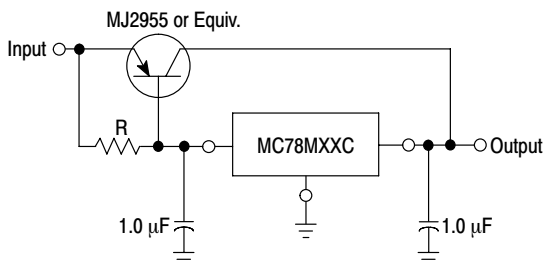 MJ2955 or Equiv.
Input
R
MC78MXXC
Output
1.0 μF
1.0 μF